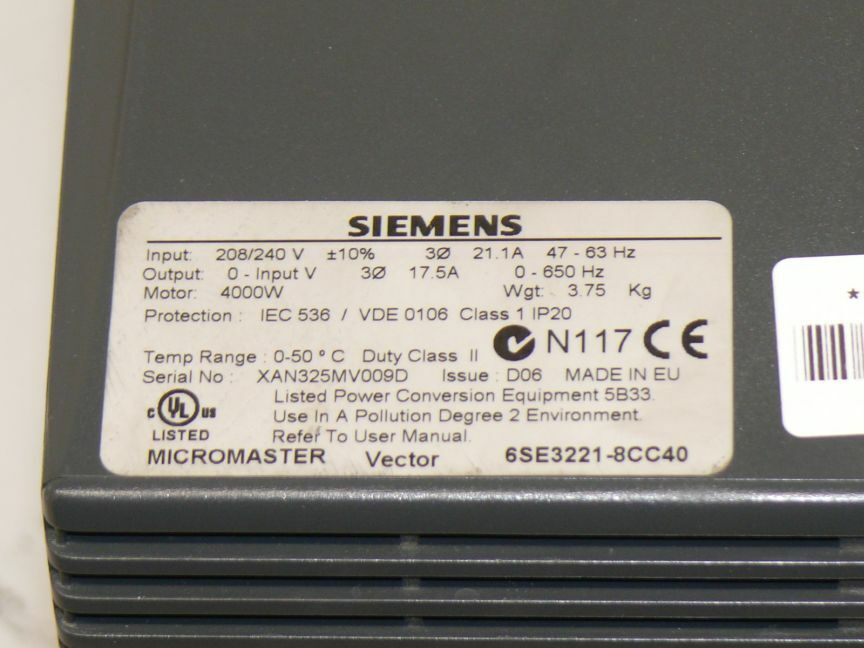 SIEMENS
Input: 208/240 V ±10% 3Ø 21.1A 47 - 63 Hz
Output: 0 - Input V 3Ø 17.5A 0 - 650 Hz
Motor: 4000W Wgt: 3.75 Kg
Protection : IEC 536 / VDE 0106 Class 1 IP20
N117 CE
Temp Range : 0-50 º C Duty Class II
Serial No : XAN325MV009D Issue : D06 MADE IN EU
Listed Power Conversion Equipment 5B33.
c UL us Use In A Pollution Degree 2 Environment.
LISTED Refer To User Manual.
MICROMASTER Vector 6SE3221-8CC40
*